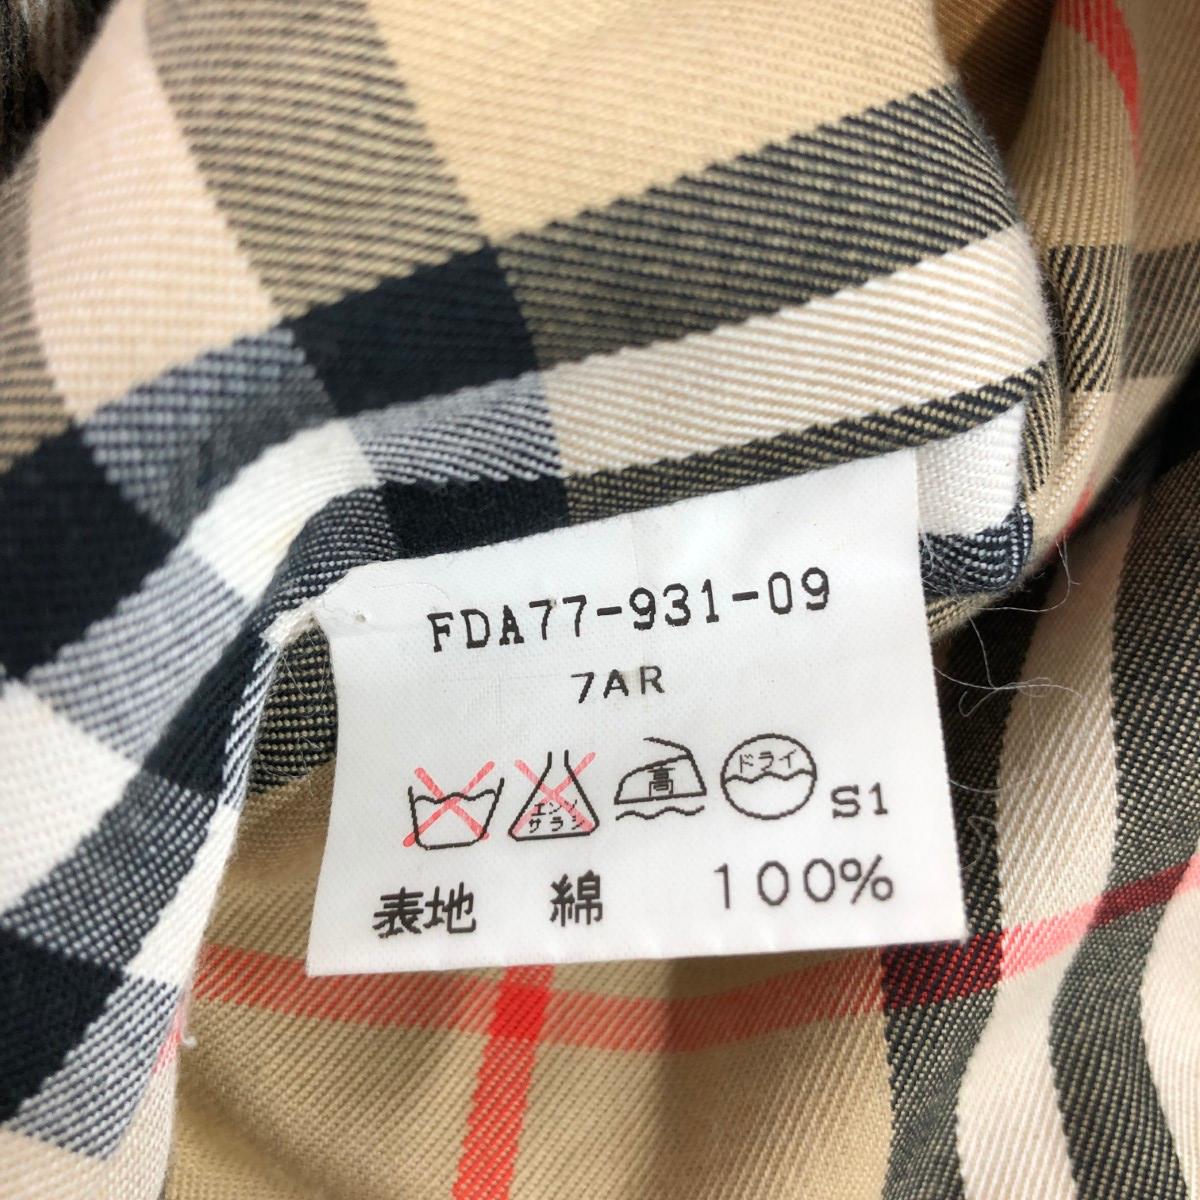 FDA77-931-09
7AR
エンソ サラシ 高 ドライ S1
表地 綿 100%